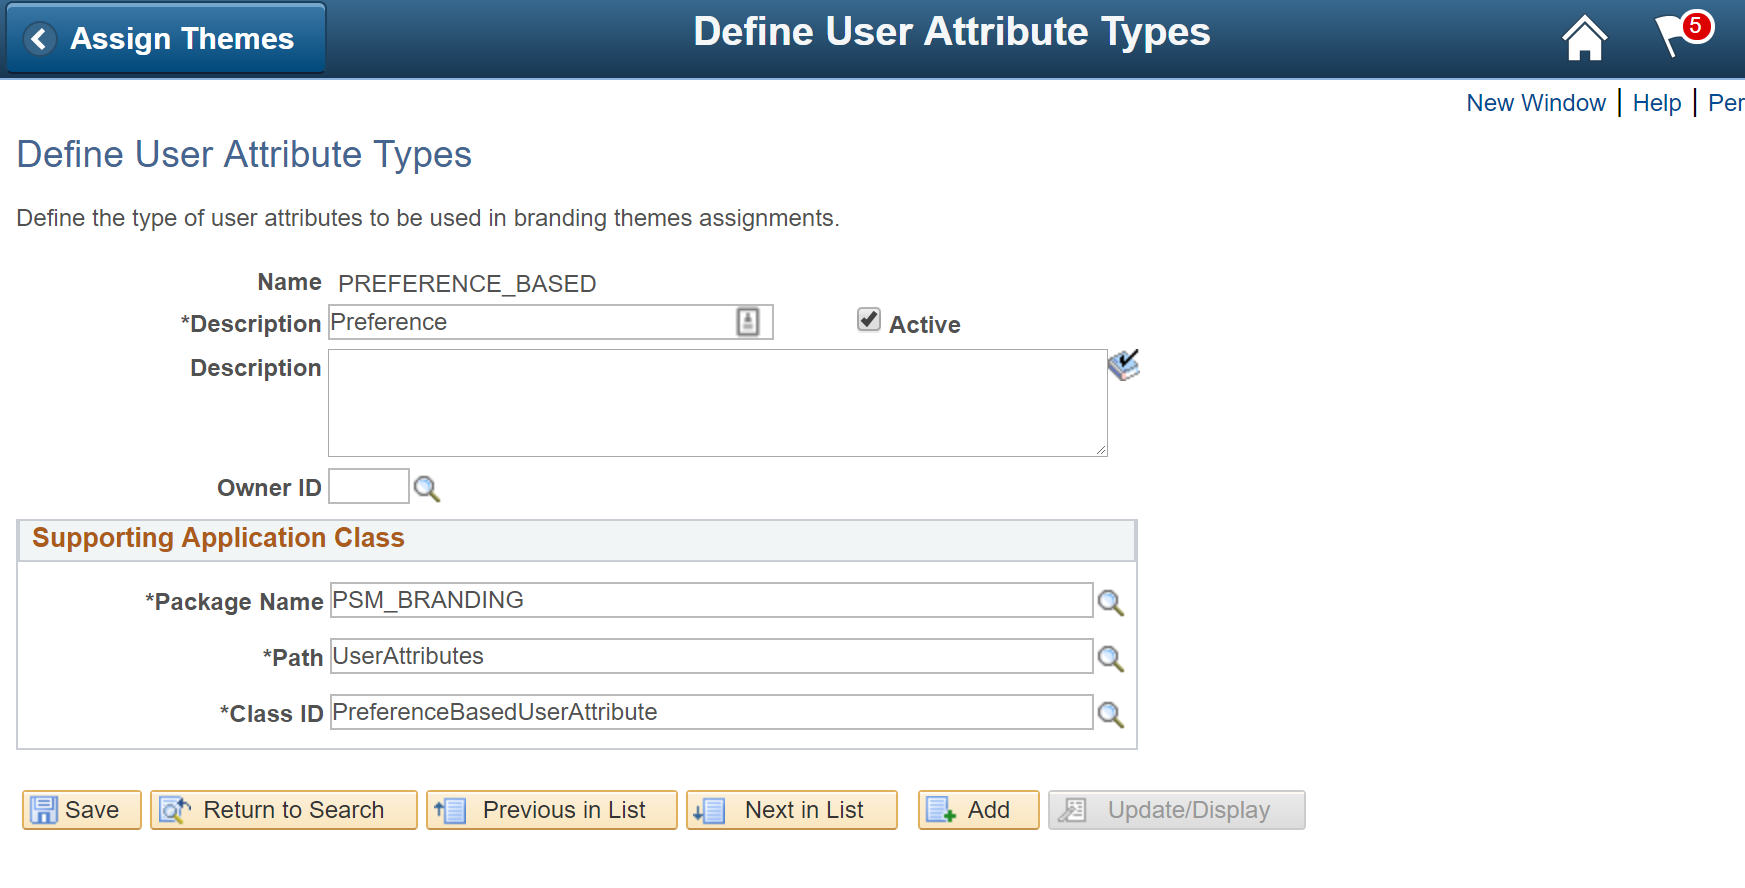 Assign Themes
Define User Attribute Types
5
New Window | Help | Per
Define User Attribute Types
Define the type of user attributes to be used in branding themes assignments.
Name PREFERENCE_BASED
*Description Preference
Active
Description
Owner ID
Supporting Application Class
*Package Name PSM_BRANDING
*Path UserAttributes
*Class ID PreferenceBasedUserAttribute
Save Return to Search Previous in List Next in List Add Update/Display